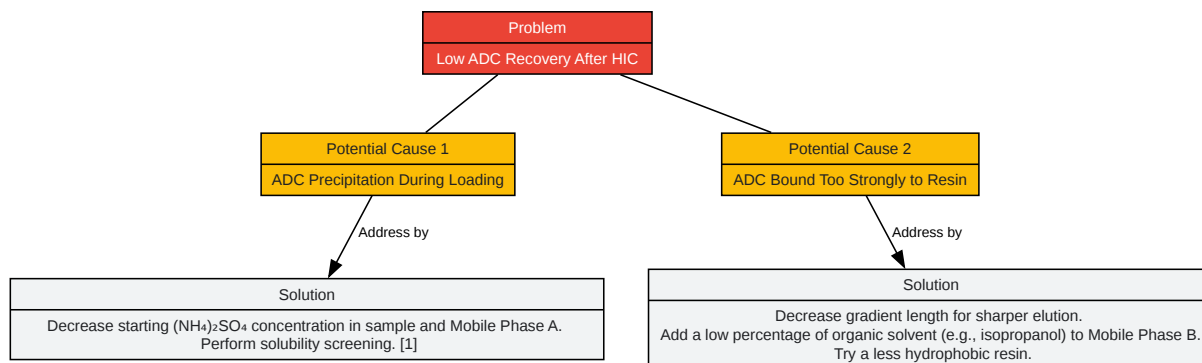 Problem
Low ADC Recovery After HIC
Potential Cause 1
ADC Precipitation During Loading
Potential Cause 2
ADC Bound Too Strongly to Resin
Address by
Address by
Solution
Decrease starting (NH₄)₂SO₄ concentration in sample and Mobile Phase A.
Perform solubility screening. [1]
Solution
Decrease gradient length for sharper elution.
Add a low percentage of organic solvent (e.g., isopropanol) to Mobile Phase B.
Try a less hydrophobic resin.